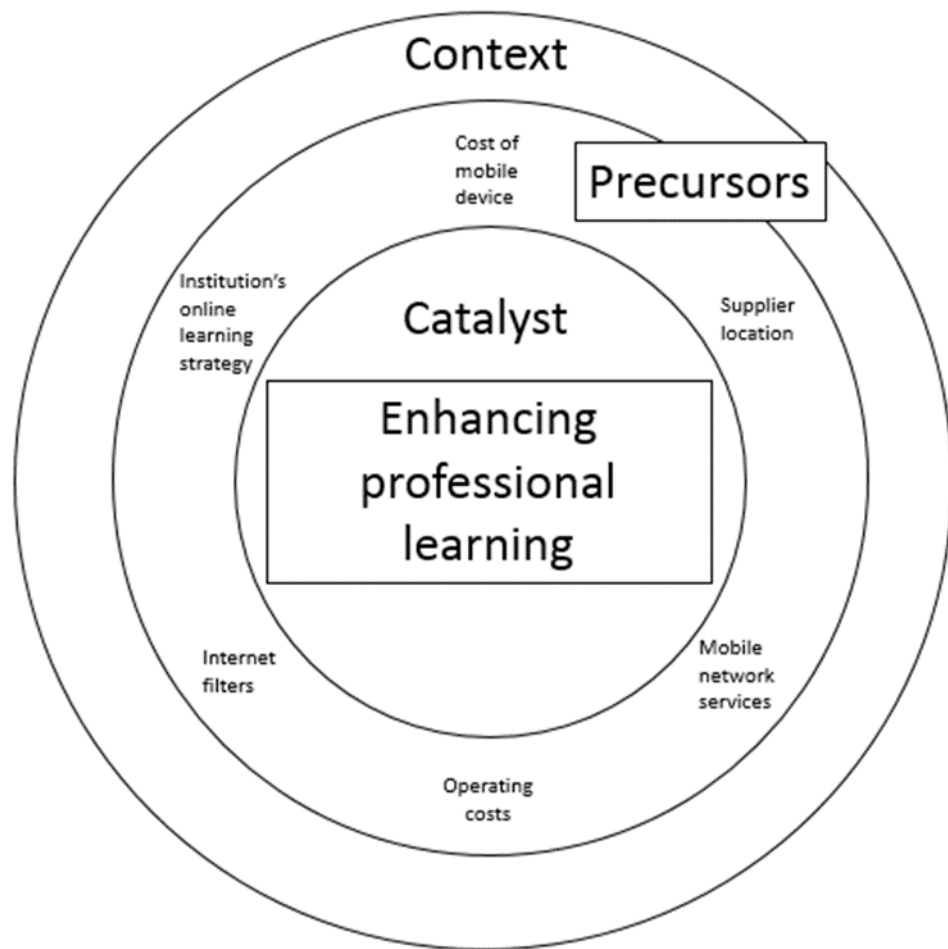 Context
Cost of
mobile
device
Precursors
Institution's
online
learning
strategy
Catalyst
Supplier
location
Enhancing
professional
learning
Internet
filters
Mobile
network
services
Operating
costs